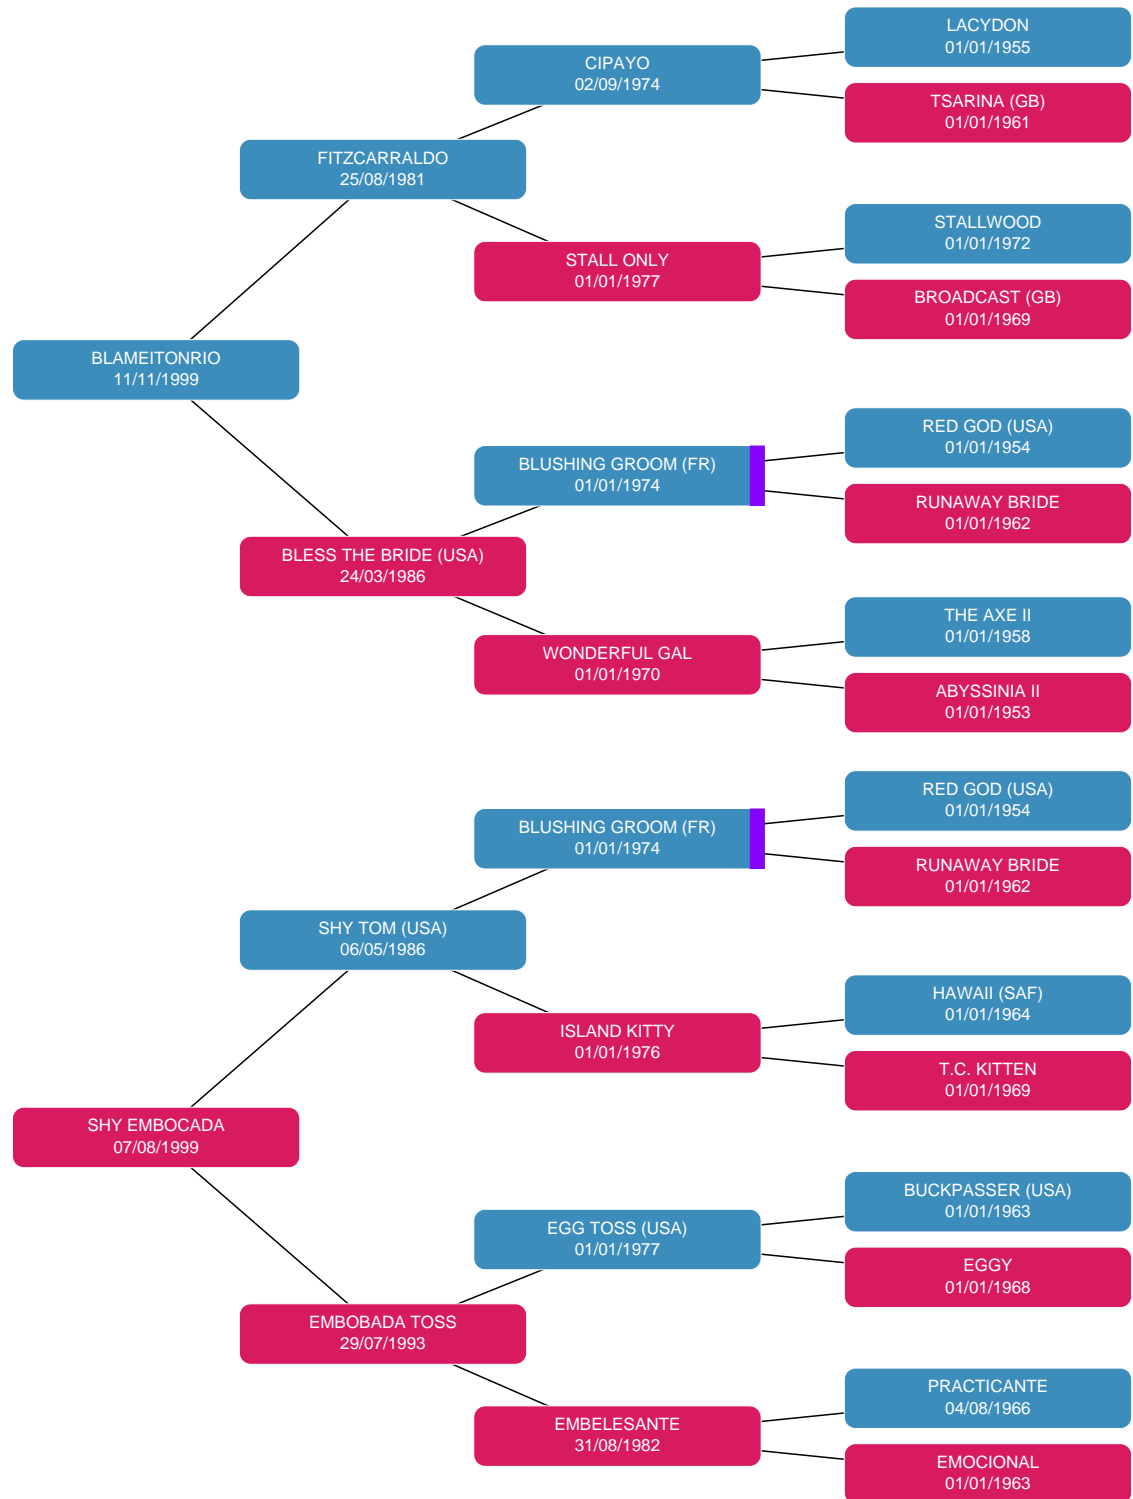 LACYDON
01/01/1955
CIPAYO
02/09/1974
TSARINA (GB)
01/01/1961
FITZCARRALDO
25/08/1981
STALLWOOD
01/01/1972
STALL ONLY
01/01/1977
BROADCAST (GB)
01/01/1969
BLAMEITONRIO
11/11/1999
RED GOD (USA)
01/01/1954
BLUSHING GROOM (FR)
01/01/1974
RUNAWAY BRIDE
01/01/1962
BLESS THE BRIDE (USA)
24/03/1986
THE AXE II
01/01/1958
WONDERFUL GAL
01/01/1970
ABYSSINIA II
01/01/1953
RED GOD (USA)
01/01/1954
BLUSHING GROOM (FR)
01/01/1974
RUNAWAY BRIDE
01/01/1962
SHY TOM (USA)
06/05/1986
HAWAII (SAF)
01/01/1964
ISLAND KITTY
01/01/1976
T.C. KITTEN
01/01/1969
SHY EMBOCADA
07/08/1999
BUCKPASSER (USA)
01/01/1963
EGG TOSS (USA)
01/01/1977
EGGY
01/01/1968
EMBOBADA TOSS
29/07/1993
PRACTICANTE
04/08/1966
EMBELESANTE
31/08/1982
EMOCIONAL
01/01/1963